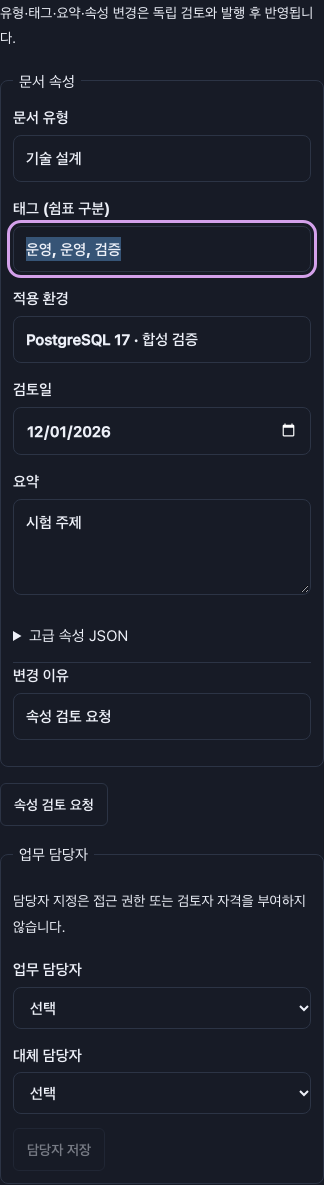 유형·태그·요약·속성 변경은 독립 검토와 발행 후 반영됩니
다.
문서 속성
문서 유형
기술 설계
태그 (쉼표 구분)
운영, 운영, 검증
적용 환경
PostgreSQL 17 · 합성 검증
검토일
12/01/2026
요약
시험 주제
▶ 고급 속성 JSON
변경 이유
속성 검토 요청
속성 검토 요청
업무 담당자
담당자 지정은 접근 권한 또는 검토자 자격을 부여하지
않습니다.
업무 담당자
선택
대체 담당자
선택
담당자 저장